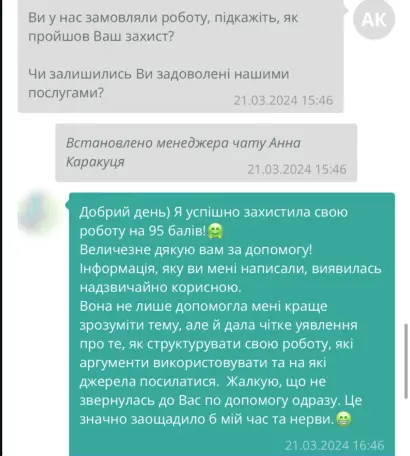 Ви у нас замовляли роботу, підкажіть, як
пройшов Ваш захист?
АК
Чи залишились Ви задоволені нашими
послугами?
21.03.2024 15:46
Встановлено менеджера чату Анна
Каракуця
21.03.2024 15:46
Добрий день) Я успішно захистила свою
роботу на 95 балів!🤗
Величезне дякую вам за допомогу!
Інформація, яку ви мені написали, виявилась
надзвичайно корисною.
Вона не лише допомогла мені краще
зрозуміти тему, але й дала чітке уявлення
про те, як структурувати свою роботу, які
аргументи використовувати та на які
джерела посилатися. Жалкую, що не
звернулась до Вас по допомогу одразу. Це
значно заощадило б мій час та нерви.😁
21.03.2024 16:46